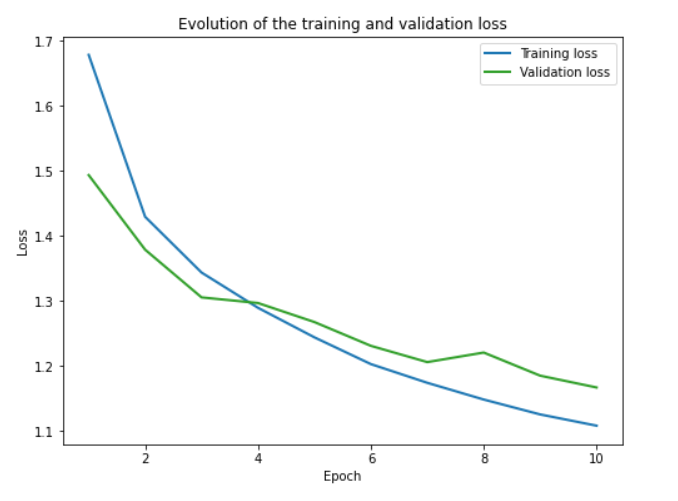 Evolution of the training and validation loss
Training loss
Validation loss
1.7
1.6
1.5
1.4
1.3
1.2
1.1
Loss
2 4 6 8 10
Epoch